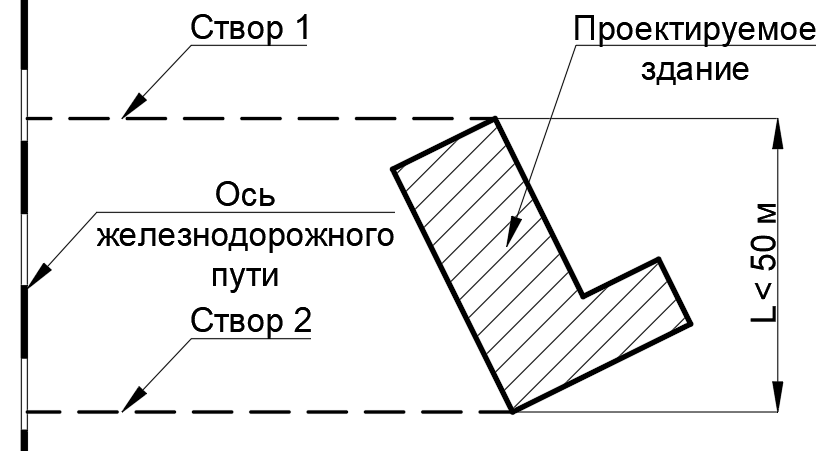 Створ 1
Проектируемое
здание
Ось
железнодорожного
пути
Створ 2
L < 50 м